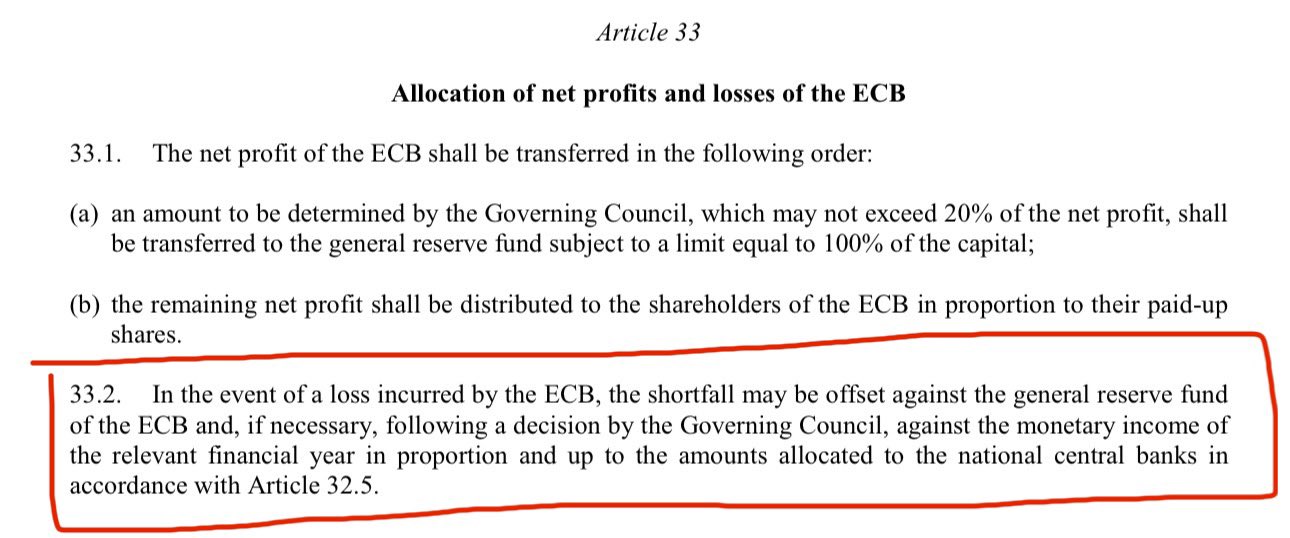 Article 33
Allocation of net profits and losses of the ECB
33.1. The net profit of the ECB shall be transferred in the following order:
(a) an amount to be determined by the Governing Council, which may not exceed 20% of the net profit, shall
be transferred to the general reserve fund subject to a limit equal to 100% of the capital;
(b) the remaining net profit shall be distributed to the shareholders of the ECB in proportion to their paid-up
shares.
33.2. In the event of a loss incurred by the ECB, the shortfall may be offset against the general reserve fund
of the ECB and, if necessary, following a decision by the Governing Council, against the monetary income of
the relevant financial year in proportion and up to the amounts allocated to the national central banks in
accordance with Article 32.5.